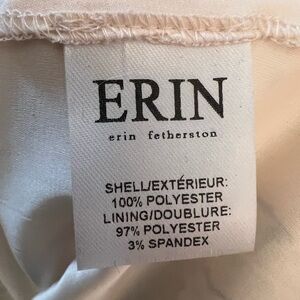 ERIN
erin fetherston
SHELL/EXTÉRIEUR:
100% POLYESTER
LINING/DOUBLURE:
97% POLYESTER
3% SPANDEX